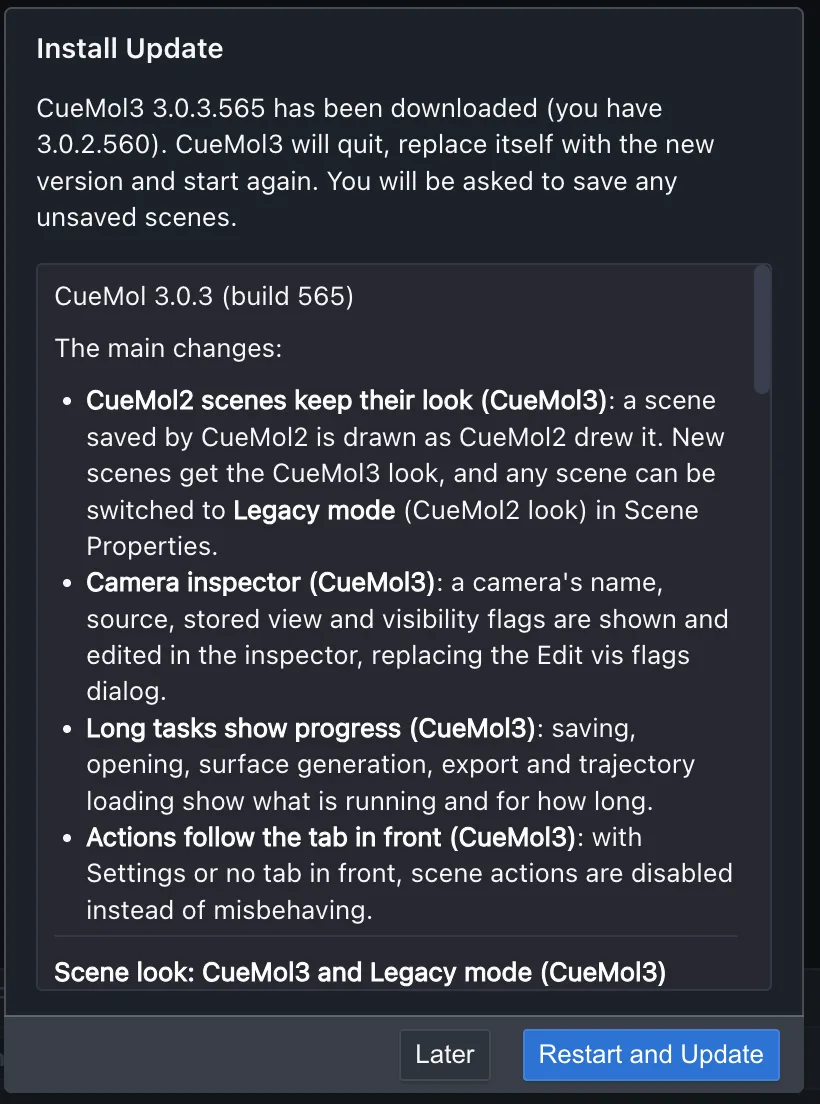 Install Update
CueMol3 3.0.3.565 has been downloaded (you have
3.0.2.560). CueMol3 will quit, replace itself with the new
version and start again. You will be asked to save any
unsaved scenes.
CueMol 3.0.3 (build 565)
The main changes:
• CueMol2 scenes keep their look (CueMol3): a scene
saved by CueMol2 is drawn as CueMol2 drew it. New
scenes get the CueMol3 look, and any scene can be
switched to Legacy mode (CueMol2 look) in Scene
Properties.
• Camera inspector (CueMol3): a camera's name,
source, stored view and visibility flags are shown and
edited in the inspector, replacing the Edit vis flags
dialog.
• Long tasks show progress (CueMol3): saving,
opening, surface generation, export and trajectory
loading show what is running and for how long.
• Actions follow the tab in front (CueMol3): with
Settings or no tab in front, scene actions are disabled
instead of misbehaving.
Scene look: CueMol3 and Legacy mode (CueMol3)
Later
Restart and Update